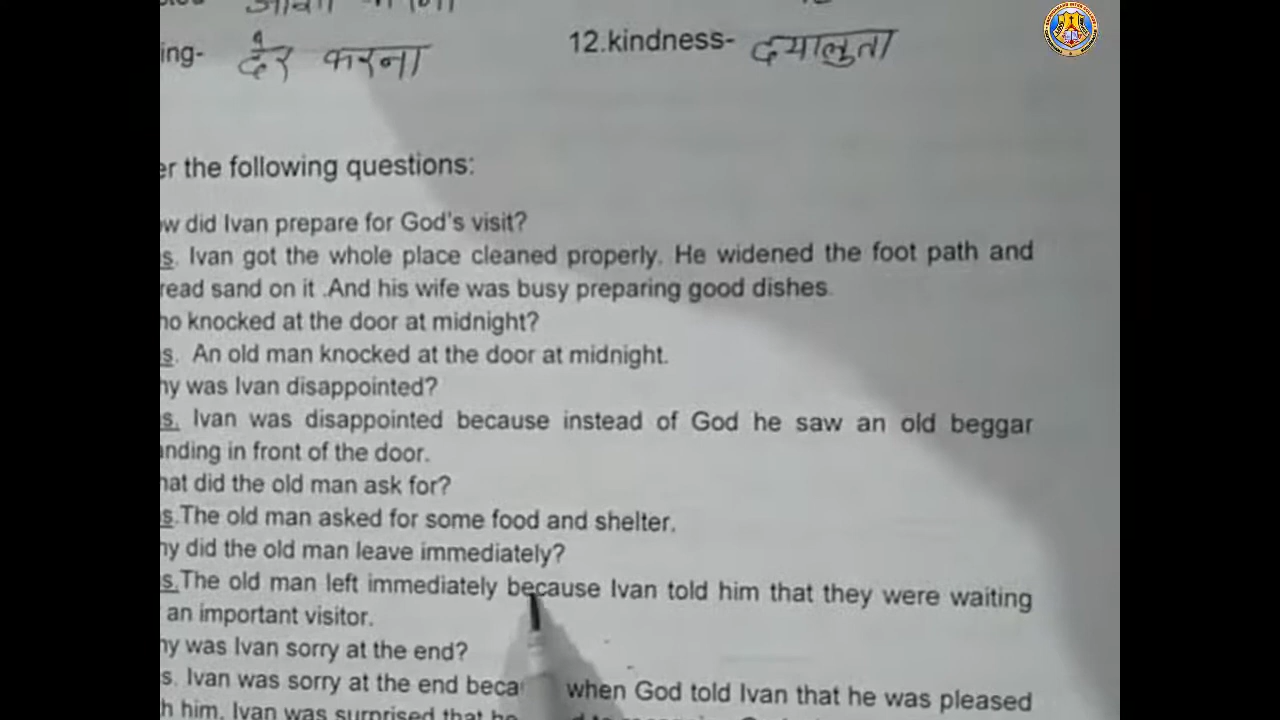 ing- देर करना
12.kindness- दयालुता
er the following questions:
ow did Ivan prepare for God's visit?
s. Ivan got the whole place cleaned properly. He widened the foot path and
read sand on it .And his wife was busy preparing good dishes.
ho knocked at the door at midnight?
s. An old man knocked at the door at midnight.
hy was Ivan disappointed?
s. Ivan was disappointed because instead of God he saw an old beggar
anding in front of the door.
hat did the old man ask for?
s.The old man asked for some food and shelter.
hy did the old man leave immediately?
s.The old man left immediately because Ivan told him that they were waiting
an important visitor.
hy was Ivan sorry at the end?
s. Ivan was sorry at the end beca when God told Ivan that he was pleased
h him. Ivan was surprised that he